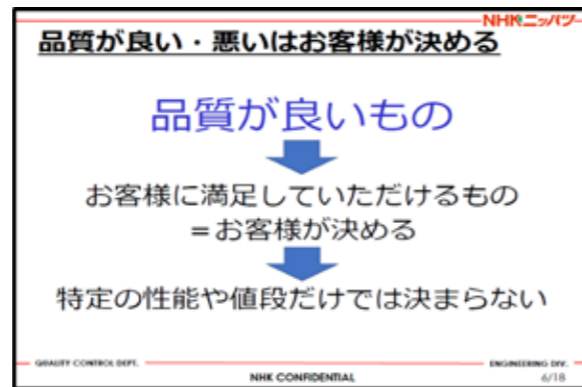 NHKニッパツ
品質が良い・悪いはお客様が決める
品質が良いもの
お客様に満足していただけるもの
＝お客様が決める
特定の性能や値段だけでは決まらない
QUALITY CONTROL DEPT.
ENGINEERING DIV.
NHK CONFIDENTIAL
6/18